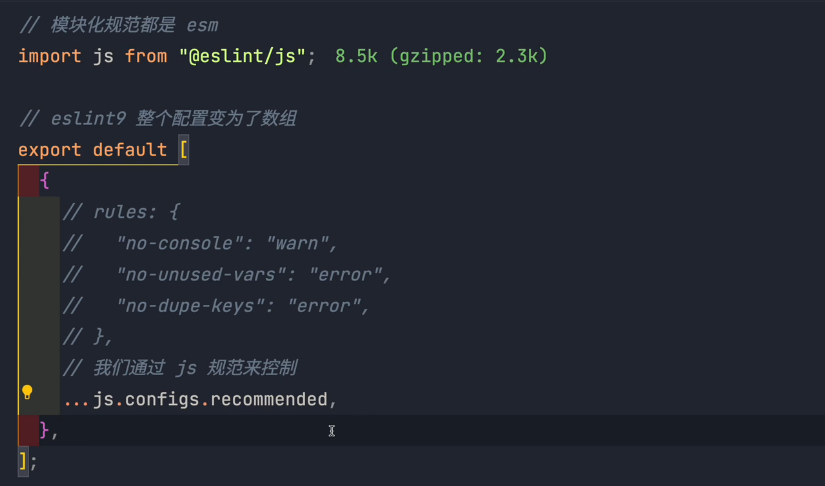 // 模块化规范都是 esm
import js from "@eslint/js"; 8.5k (gzipped: 2.3k)
// eslint9 整个配置变为了数组
export default [
{
// rules: {
// "no-console": "warn",
// "no-unused-vars": "error",
// "no-dupe-keys": "error",
// },
// 我们通过 js 规范来控制
...js.configs.recommended,
},
];